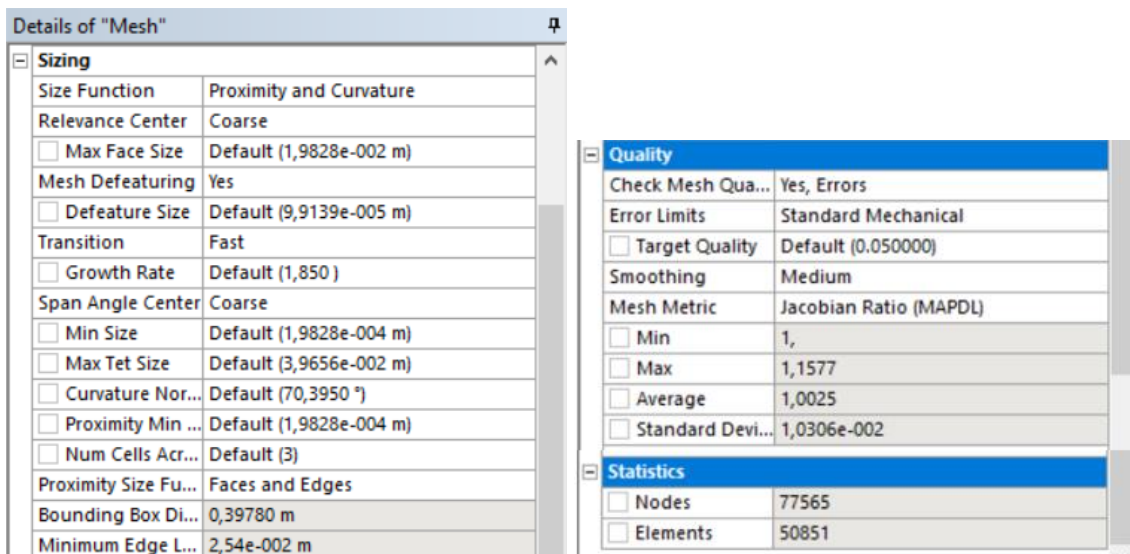 Details of "Mesh"
Sizing
Size Function Proximity and Curvature
Relevance Center Coarse
Max Face Size Default (1,9828e-002 m)
Mesh Defeaturing Yes
Defeature Size Default (9,9139e-005 m)
Transition Fast
Growth Rate Default (1,850 )
Span Angle Center Coarse
Min Size Default (1,9828e-004 m)
Max Tet Size Default (3,9656e-002 m)
Curvature Nor... Default (70,3950 °)
Proximity Min ... Default (1,9828e-004 m)
Num Cells Acr... Default (3)
Proximity Size Fu... Faces and Edges
Bounding Box Di... 0,39780 m
Minimum Edge L... 2,54e-002 m
Quality
Check Mesh Qua... Yes, Errors
Error Limits Standard Mechanical
Target Quality Default (0.050000)
Smoothing Medium
Mesh Metric Jacobian Ratio (MAPDL)
Min 1,
Max 1,1577
Average 1,0025
Standard Devi... 1,0306e-002
Statistics
Nodes 77565
Elements 50851